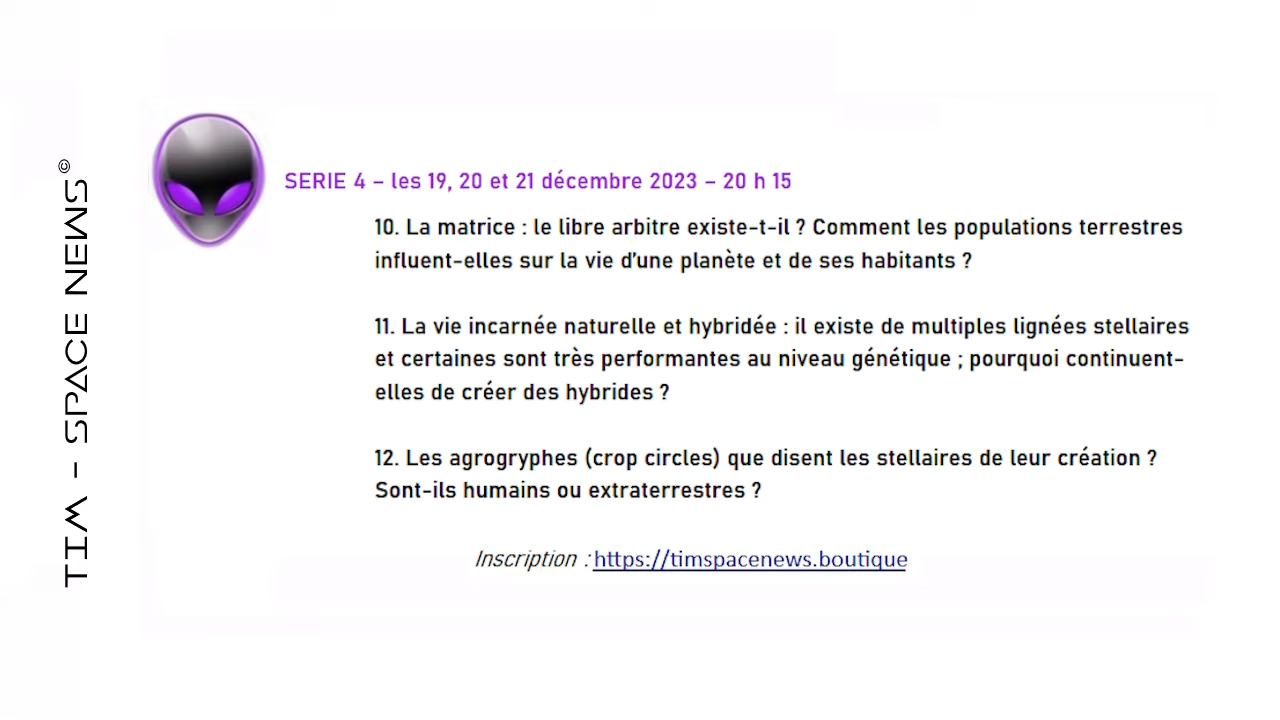 TIM - SPACE NEWS©
SERIE 4 – les 19, 20 et 21 décembre 2023 – 20 h 15
10. La matrice : le libre arbitre existe-t-il ? Comment les populations terrestres
influent-elles sur la vie d'une planète et de ses habitants ?
11. La vie incarnée naturelle et hybridée : il existe de multiples lignées stellaires
et certaines sont très performantes au niveau génétique ; pourquoi continuent-
elles de créer des hybrides ?
12. Les agrogryphes (crop circles) que disent les stellaires de leur création ?
Sont-ils humains ou extraterrestres ?
Inscription : https://timspacenews.boutique